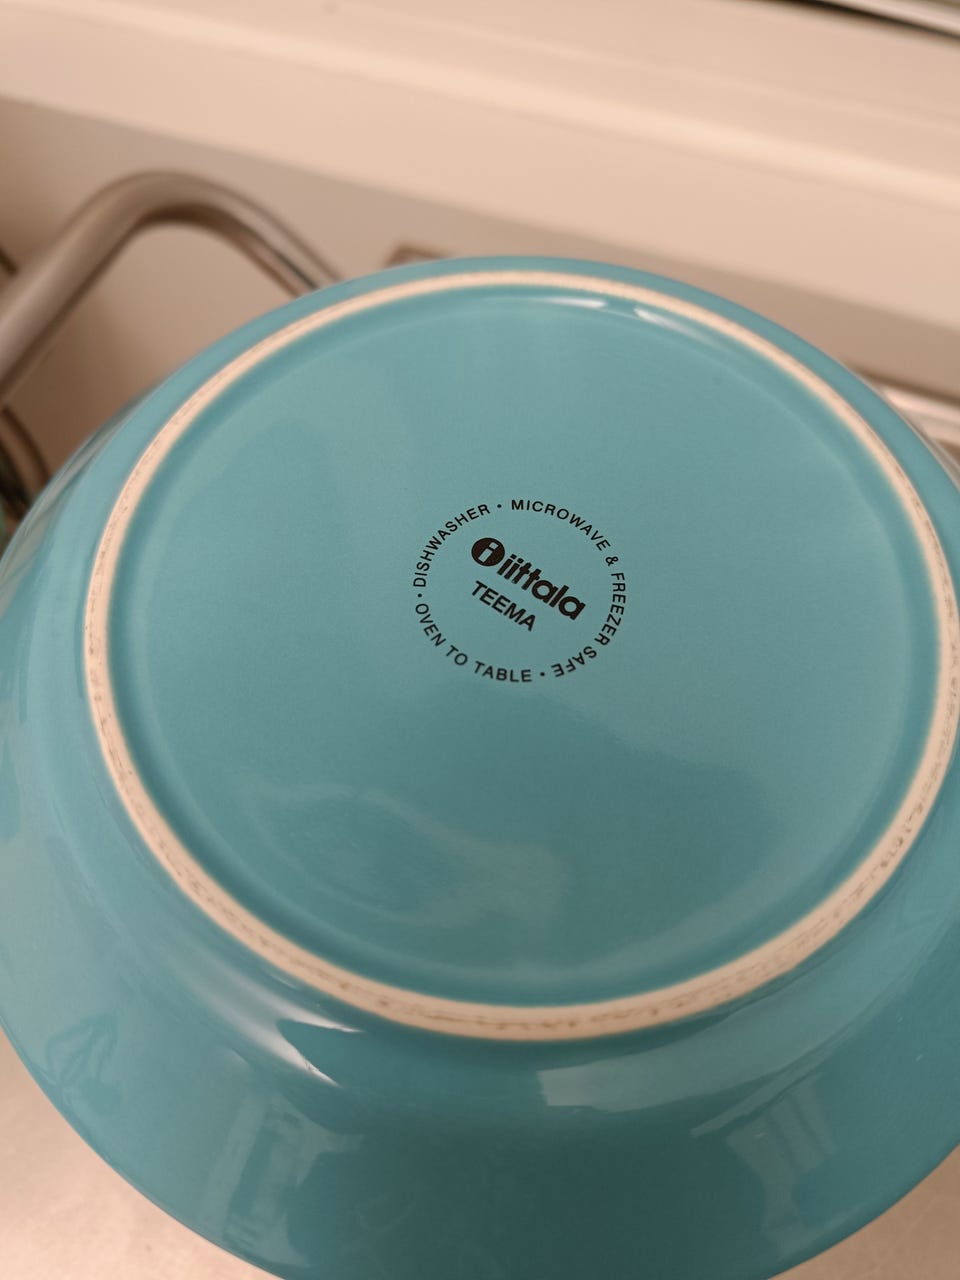 DISHWASHER • MICROWAVE & FREEZER SAFE • OVEN TO TABLE •
i iittala
TEEMA